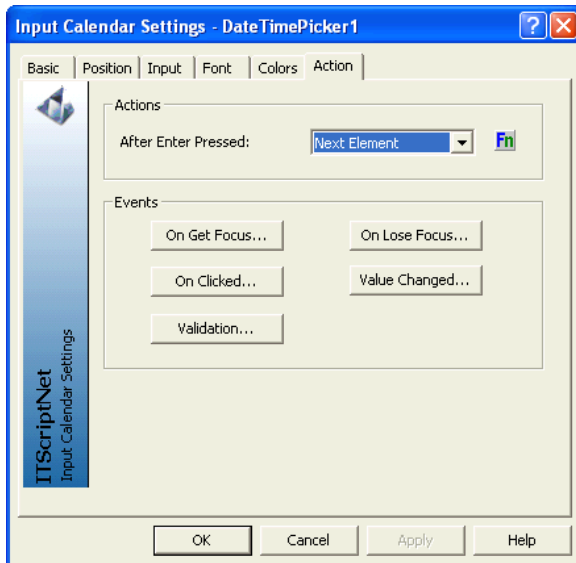 Input Calendar Settings - DateTimePicker1
Basic Position Input Font Colors Action
Actions
After Enter Pressed: Next Element Fn
Events
On Get Focus... On Lose Focus...
On Clicked... Value Changed...
Validation...
ITScriptNet
Input Calendar Settings
OK Cancel Apply Help